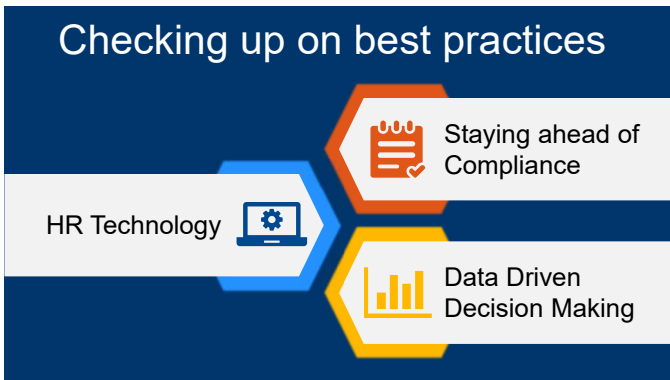 Checking up on best practices
Staying ahead of
Compliance
HR Technology
Data Driven
Decision Making